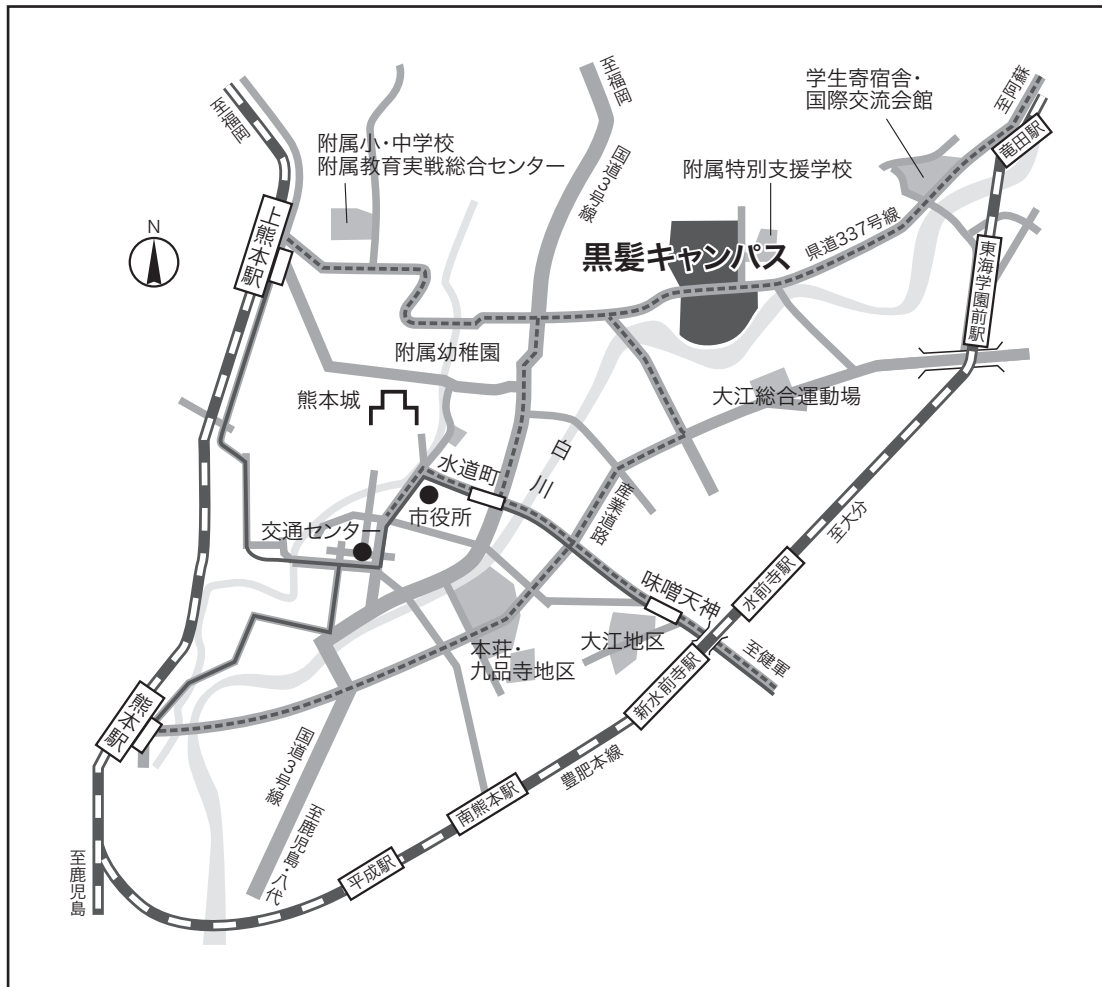 至福岡
至福岡
国道3号線
学生寄宿舎・
国際交流会館
至阿蘇
竜田駅
附属小・中学校
附属教育実戦総合センター
附属特別支援学校
N
上熊本駅
黒髪キャンパス
県道337号線
東海学園前駅
附属幼稚園
熊本城
大江総合運動場
水道町
白川
市役所
交通センター
産業道路
至大分
水前寺駅
味噌天神
大江地区
本荘・
九品寺地区
至健軍
新水前寺駅
熊本駅
国道3号線
豊肥本線
南熊本駅
至鹿児島・八代
平成駅
至鹿児島